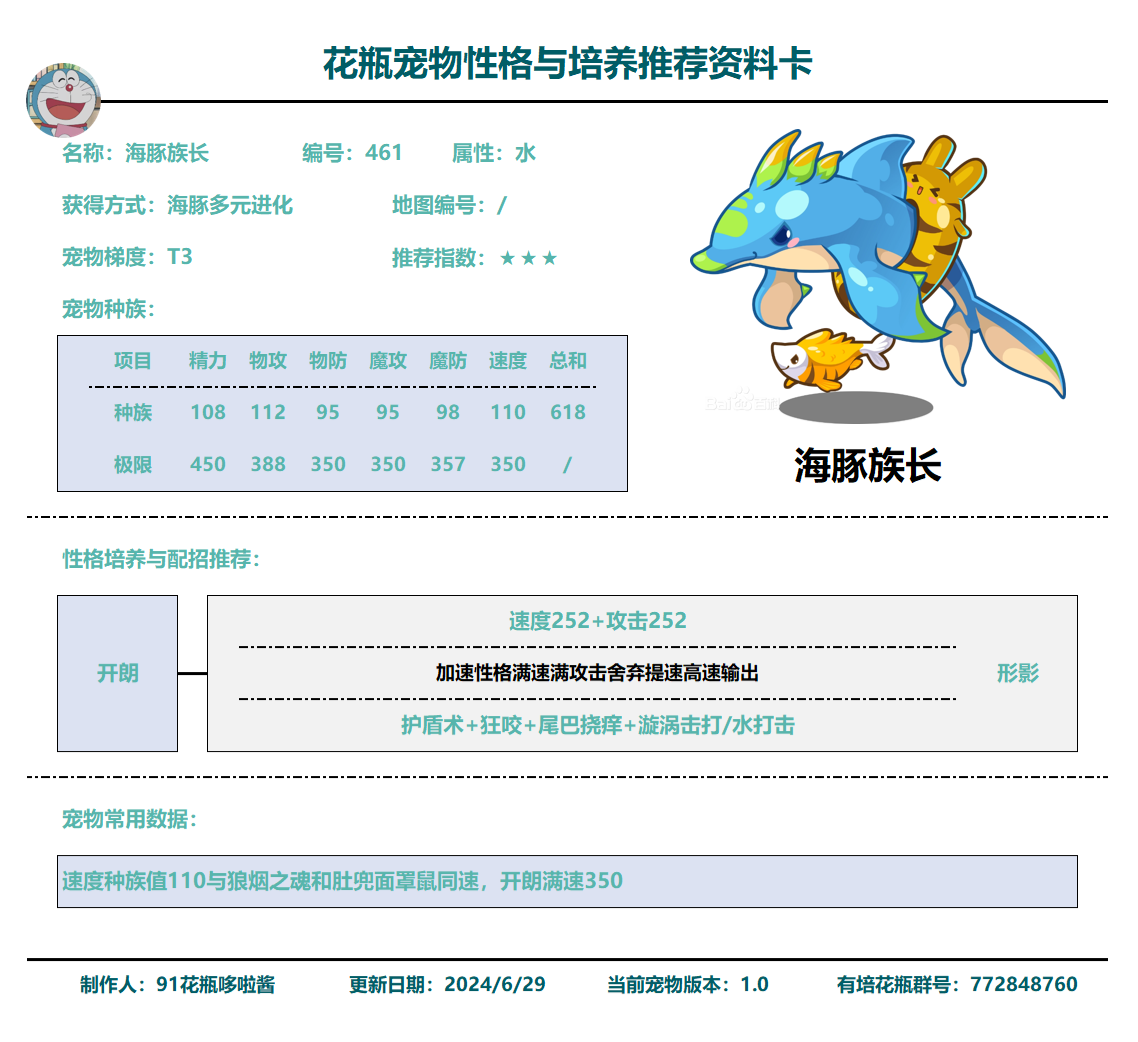 花瓶宠物性格与培养推荐资料卡
名称：海豚族长 编号：461 属性：水
获得方式：海豚多元进化 地图编号：/
宠物梯度：T3 推荐指数：★★★
宠物种族：
项目 精力 物攻 物防 魔攻 魔防 速度 总和
种族 108 112 95 95 98 110 618
极限 450 388 350 350 357 350 /
Bai百科
海豚族长
性格培养与配招推荐：
速度252+攻击252
开朗 加速性格满速满攻击舍弃提速高速输出 形影
护盾术+狂咬+尾巴挠痒+漩涡击打/水打击
宠物常用数据：
速度种族值110与狼烟之魂和肚兜面罩鼠同速，开朗满速350
制作人：91花瓶哆啦酱 更新日期：2024/6/29 当前宠物版本：1.0 有培花瓶群号：772848760